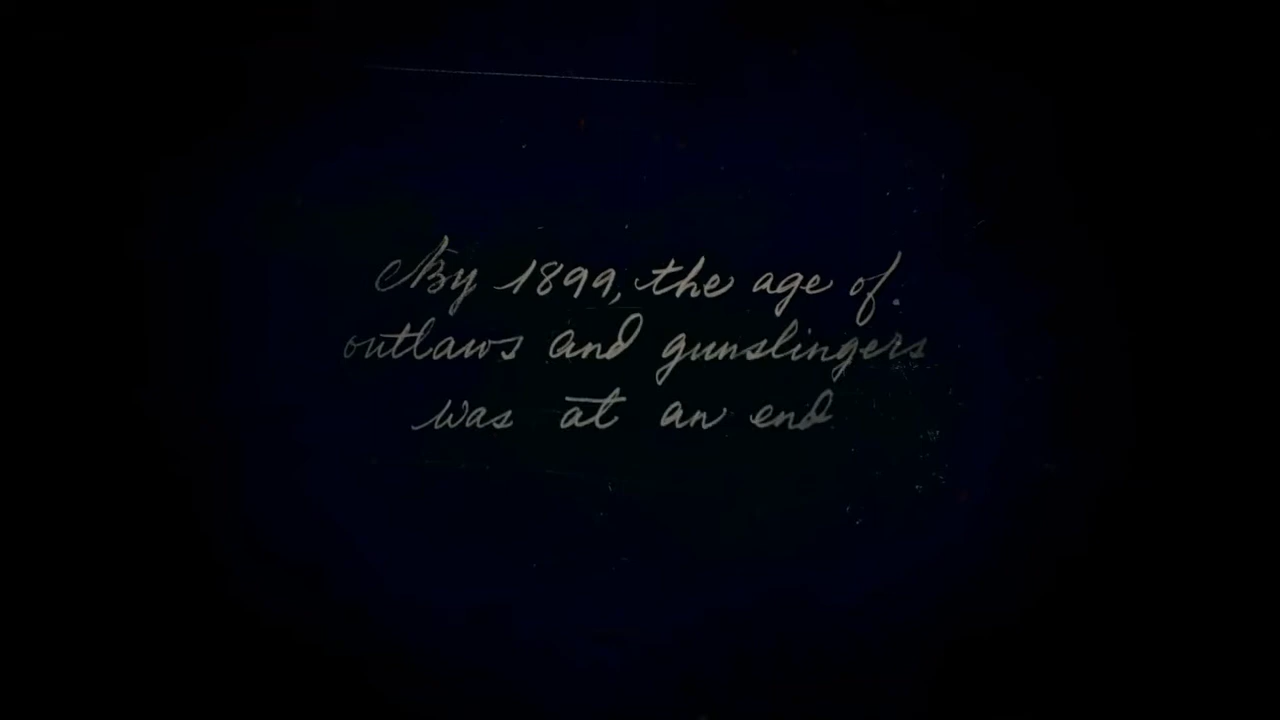 By 1899, the age of
outlaws and gunslingers
was at an end